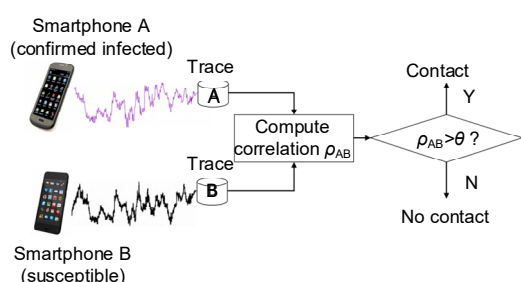 Smartphone A
(confirmed infected)
Trace
A
Contact
Y
Compute
correlation ρAB
ρAB>θ ?
Trace
B
N
No contact
Smartphone B
(susceptible)